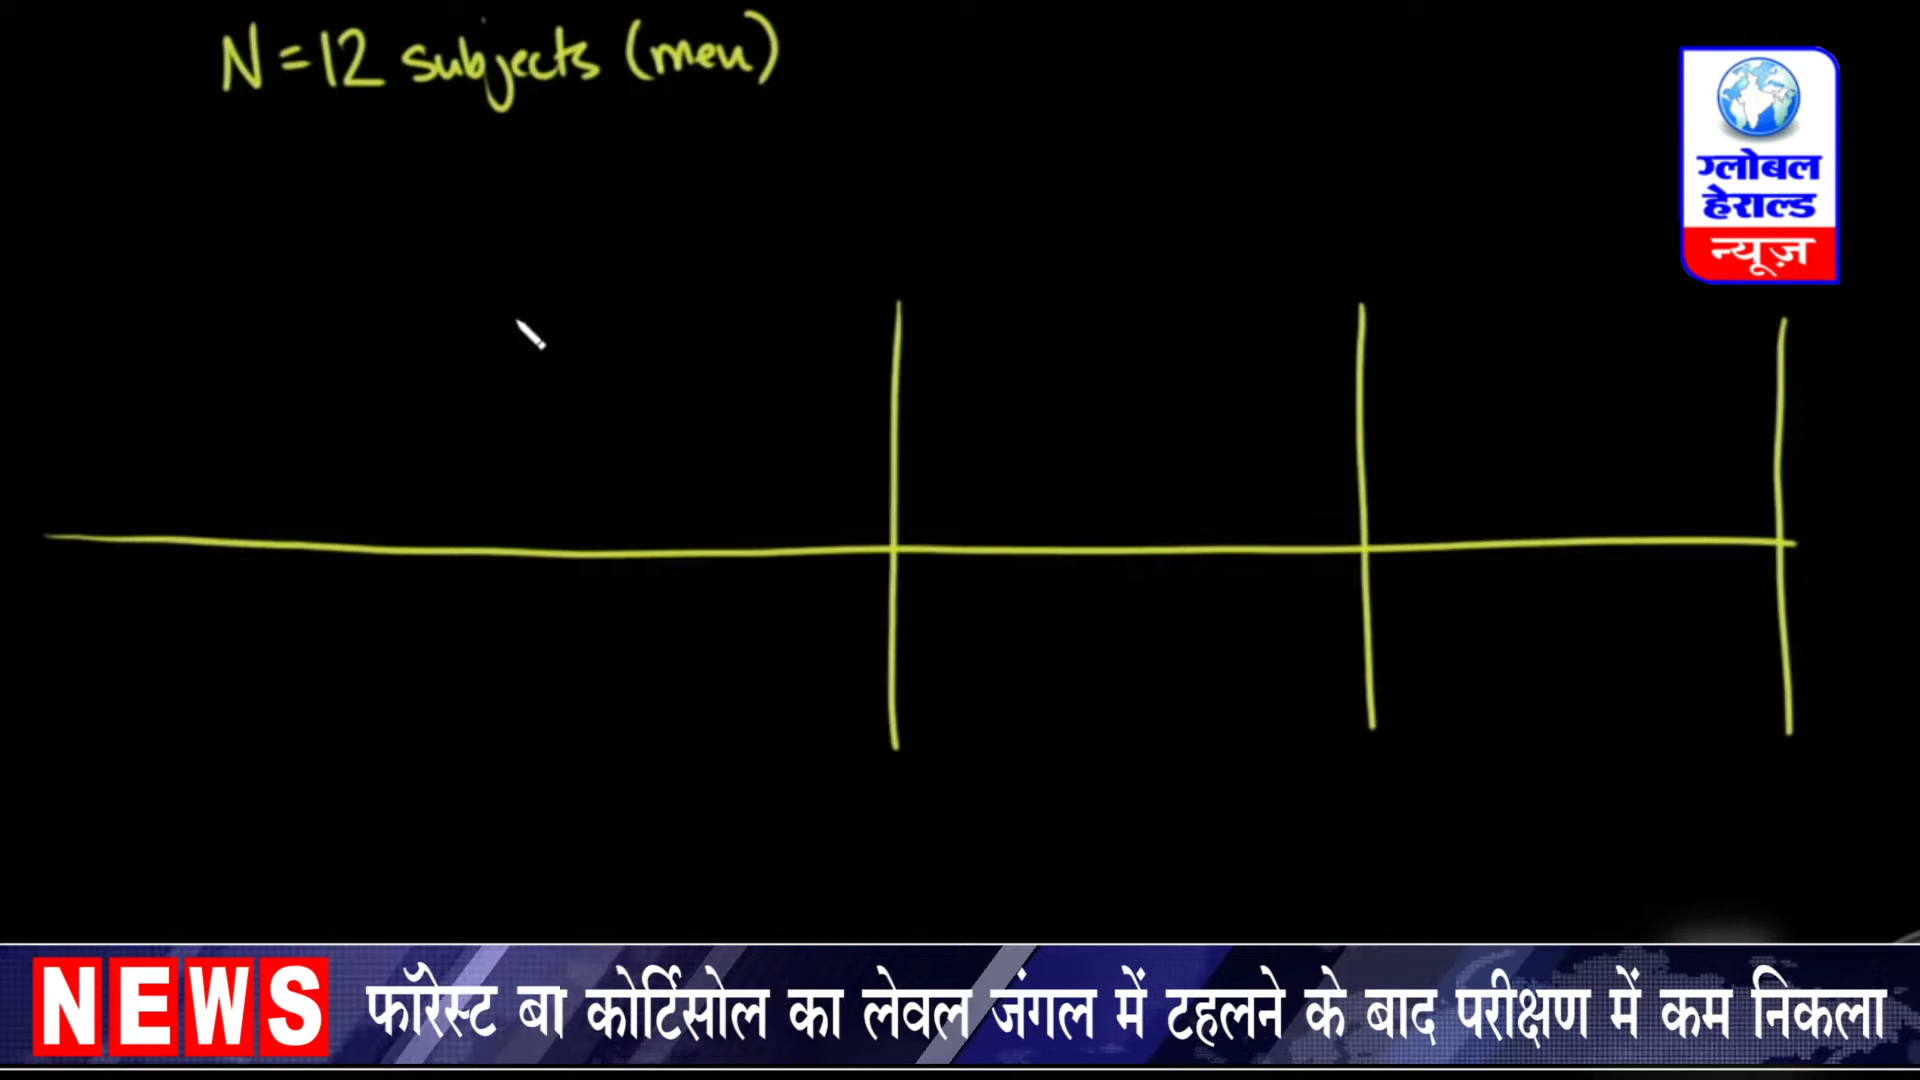 N = 12 subjects (men)
ग्लोबल
हेराल्ड
न्यूज़
NEWS फॉरेस्ट बा कोर्टिसोल का लेवल जंगल में टहलने के बाद परीक्षण में कम निकला